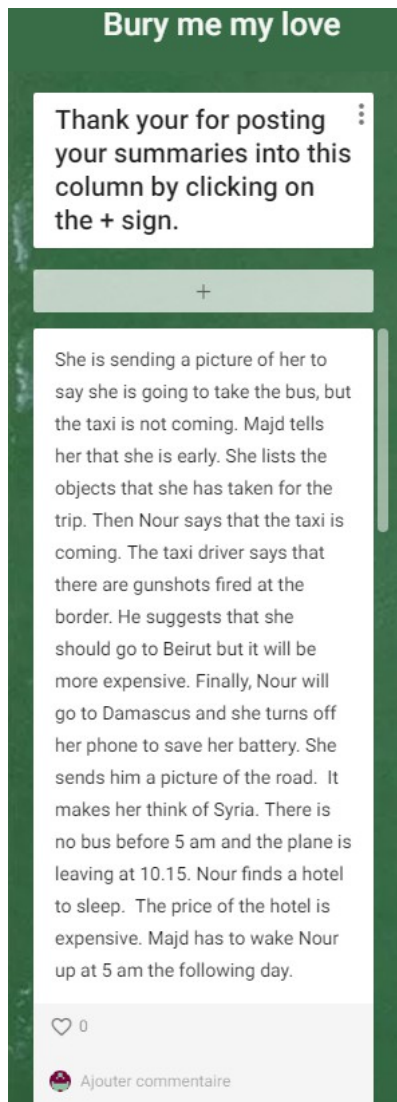 Bury me my love
Thank your for posting
your summaries into this
column by clicking on
the + sign.
+
She is sending a picture of her to
say she is going to take the bus, but
the taxi is not coming. Majd tells
her that she is early. She lists the
objects that she has taken for the
trip. Then Nour says that the taxi is
coming. The taxi driver says that
there are gunshots fired at the
border. He suggests that she
should go to Beirut but it will be
more expensive. Finally, Nour will
go to Damascus and she turns off
her phone to save her battery. She
sends him a picture of the road.  It
makes her think of Syria. There is
no bus before 5 am and the plane is
leaving at 10.15. Nour finds a hotel
to sleep.  The price of the hotel is
expensive. Majd has to wake Nour
up at 5 am the following day.
0
Ajouter commentaire